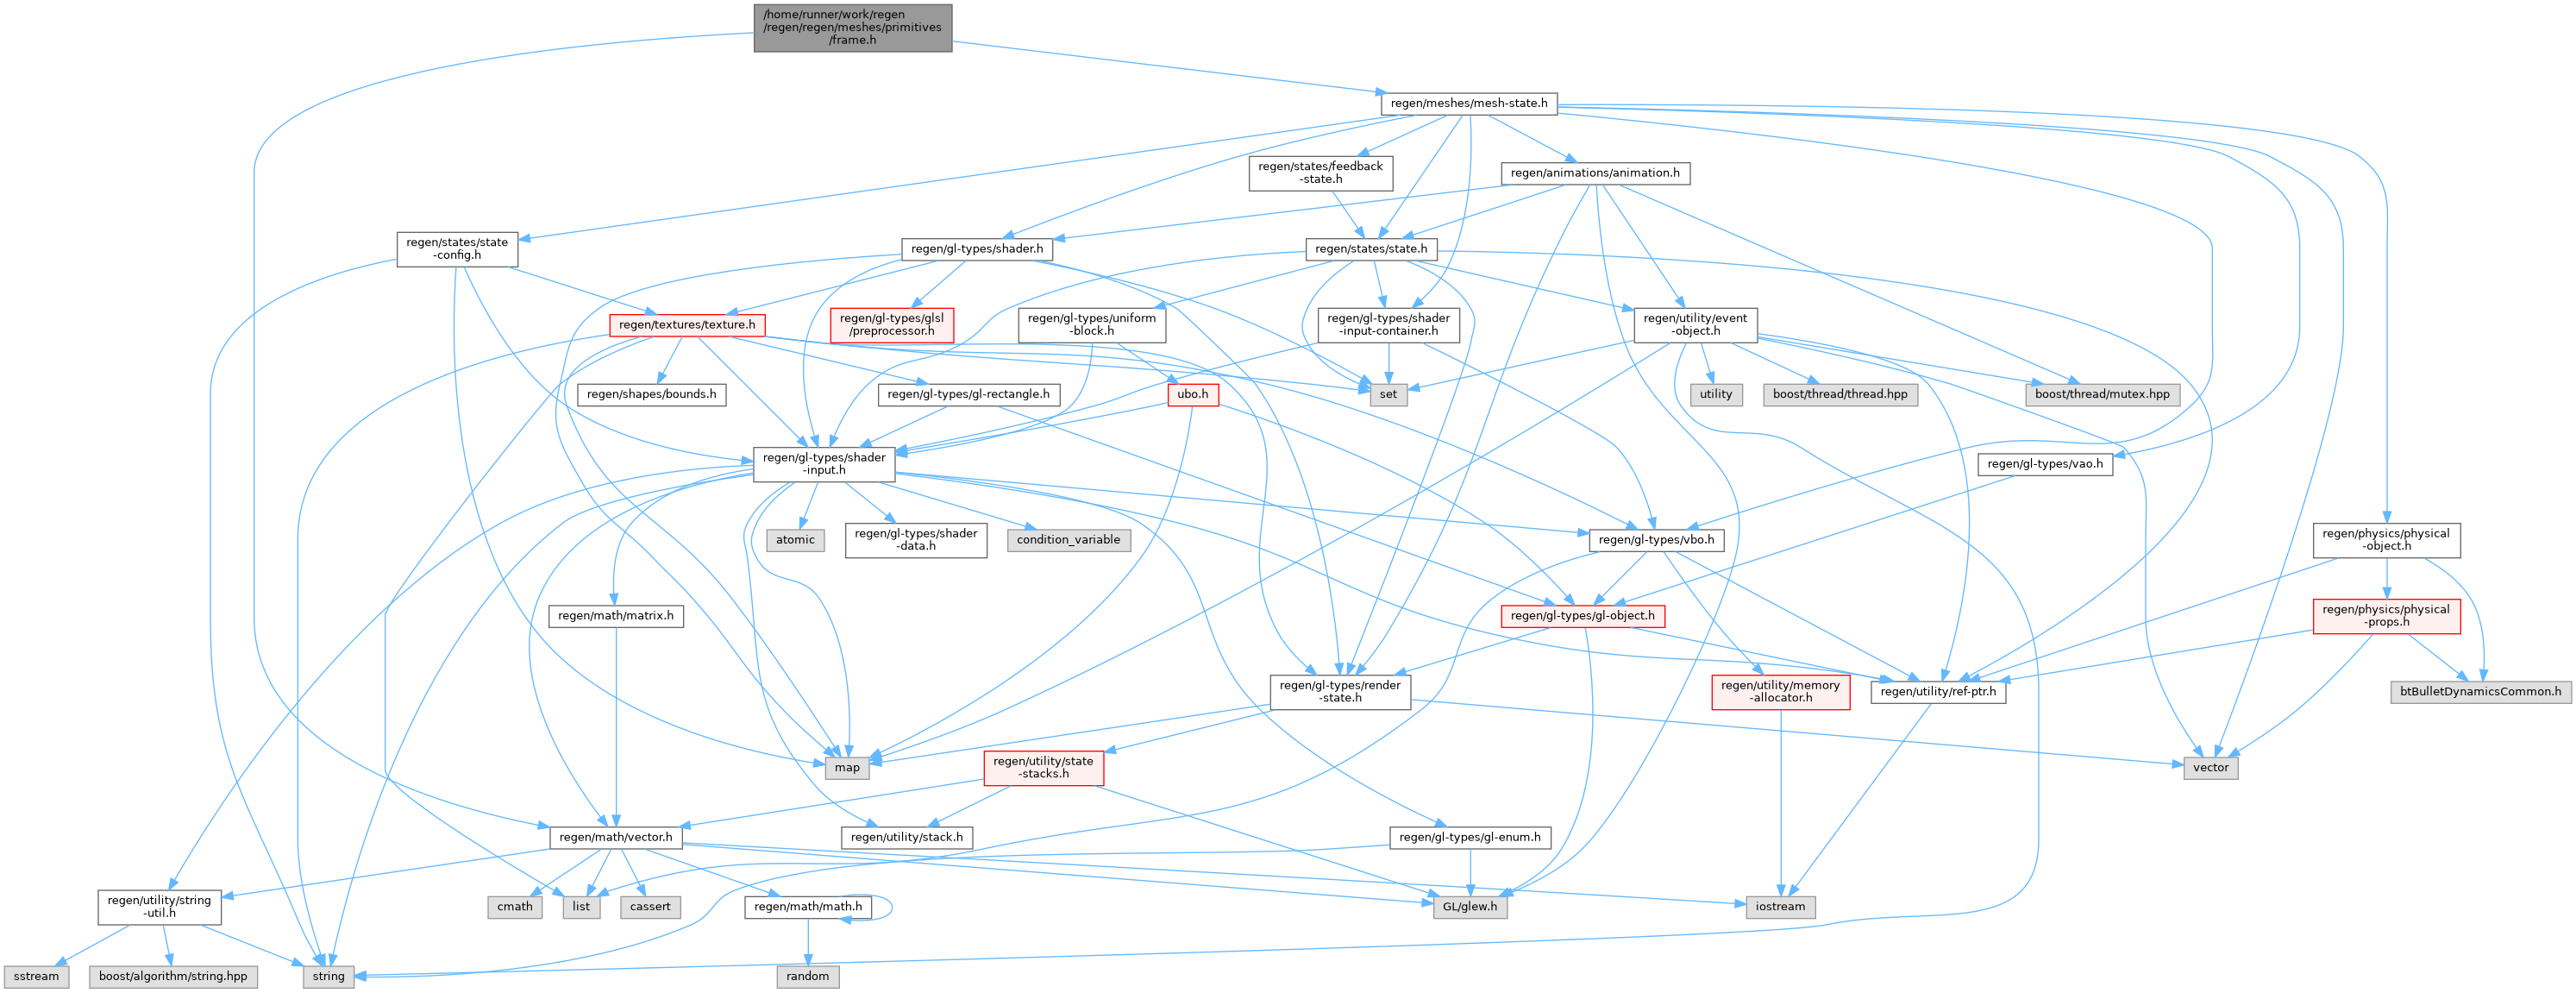 /home/runner/work/regen
/regen/regen/meshes/primitives
/frame.h
regen/meshes/mesh-state.h
regen/states/feedback
-state.h
regen/animations/animation.h
regen/states/state
-config.h
regen/gl-types/shader.h
regen/states/state.h
regen/textures/texture.h
regen/gl-types/glsl
/preprocessor.h
regen/gl-types/uniform
-block.h
regen/gl-types/shader
-input-container.h
regen/utility/event
-object.h
regen/shapes/bounds.h
regen/gl-types/gl-rectangle.h
ubo.h
set
utility
boost/thread/thread.hpp
boost/thread/mutex.hpp
regen/gl-types/shader
-input.h
regen/gl-types/vao.h
atomic
regen/gl-types/shader
-data.h
condition_variable
regen/gl-types/vbo.h
regen/physics/physical
-object.h
regen/math/matrix.h
regen/gl-types/gl-object.h
regen/physics/physical
-props.h
regen/gl-types/render
-state.h
regen/utility/memory
-allocator.h
regen/utility/ref-ptr.h
btBulletDynamicsCommon.h
map
regen/utility/state
-stacks.h
vector
regen/math/vector.h
regen/utility/stack.h
regen/gl-types/gl-enum.h
regen/utility/string
-util.h
cmath
list
cassert
regen/math/math.h
GL/glew.h
iostream
sstream
boost/algorithm/string.hpp
string
random